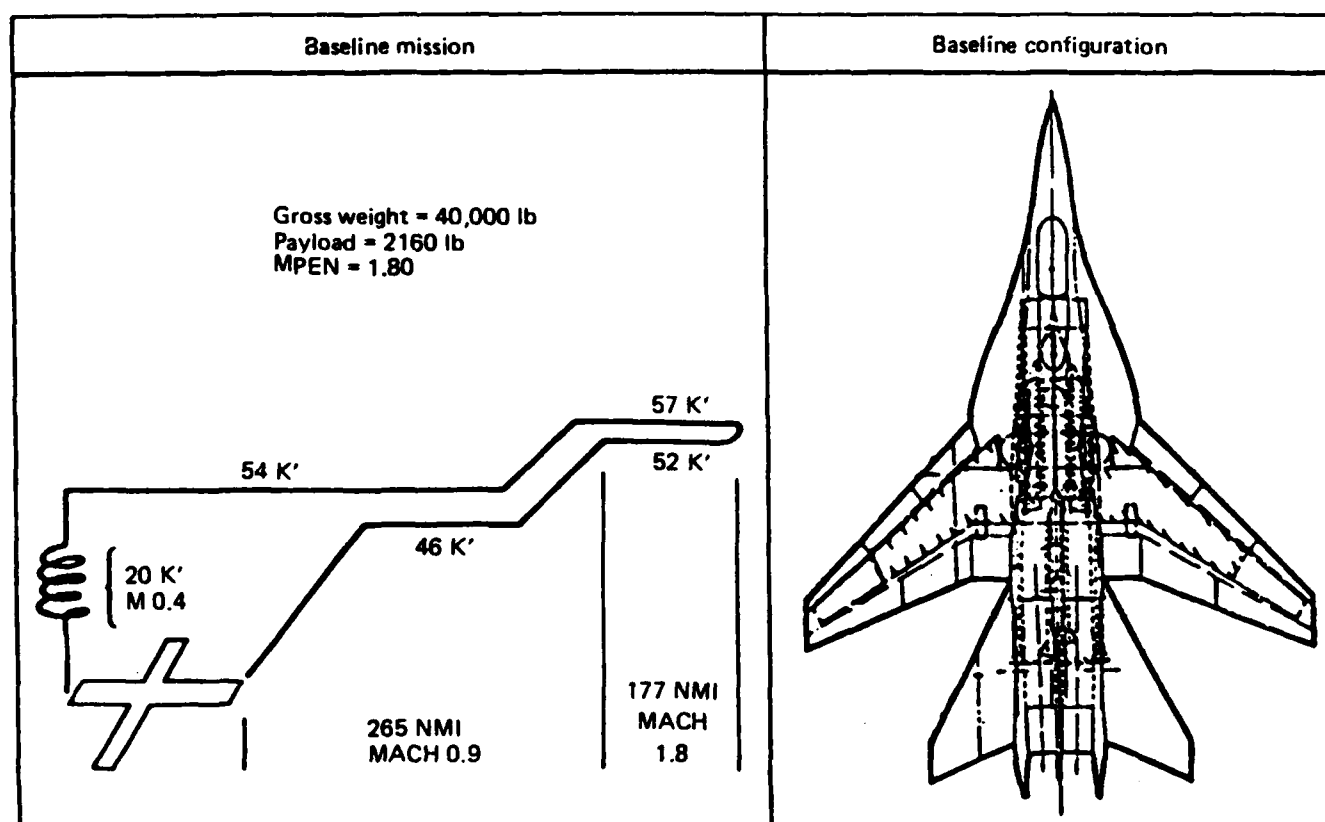 Baseline mission
Baseline configuration
Gross weight = 40,000 lb
Payload = 2160 lb
MPEN = 1.80
57 K'
54 K'
52 K'
46 K'
20 K'
M 0.4
265 NMI
MACH 0.9
177 NMI
MACH
1.8